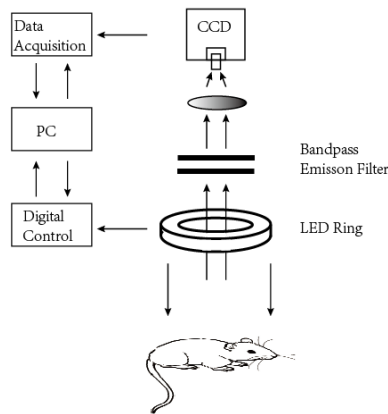 Data
Acquisition
CCD
PC
Bandpass
Emisson Filter
Digital
Control
LED Ring